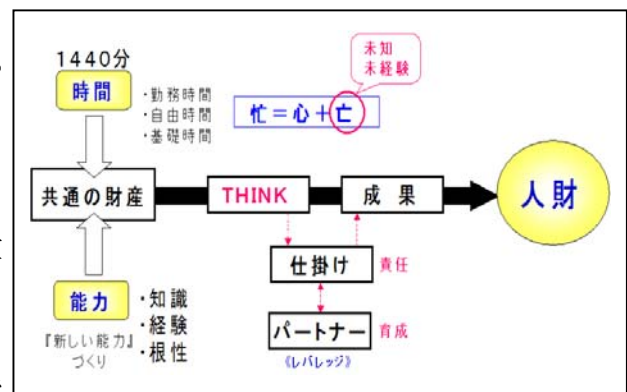 1440分
時間
・勤務時間
・自由時間
・基礎時間
忙＝心＋亡
未知
未経験
共通の財産
THINK
成果
人財
仕掛け
責任
能力
・知識
・経験
・根性
『新しい能力』
づくり
パートナー
育成
《レバレッジ》